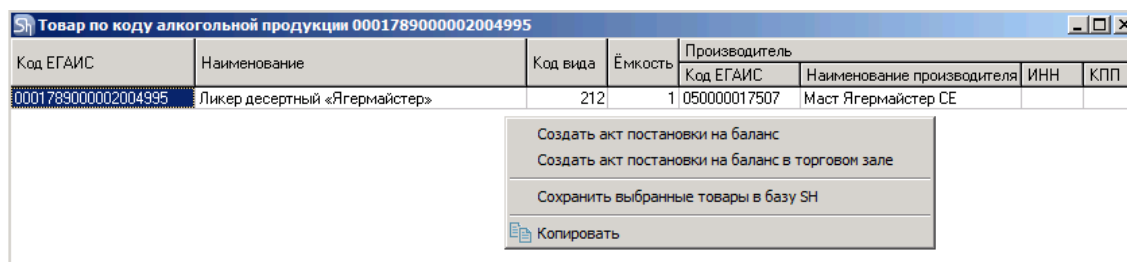 Sh Товар по коду алкогольной продукции 0001789000002004995
Код ЕГАИС Наименование Код вида Ёмкость Производитель
Код ЕГАИС Наименование производителя ИНН КПП
0001789000002004995 Ликер десертный «Ягермайстер» 212 1 050000017507 Маст Ягермайстер СЕ
Создать акт постановки на баланс
Создать акт постановки на баланс в торговом зале
Сохранить выбранные товары в базу SH
Копировать